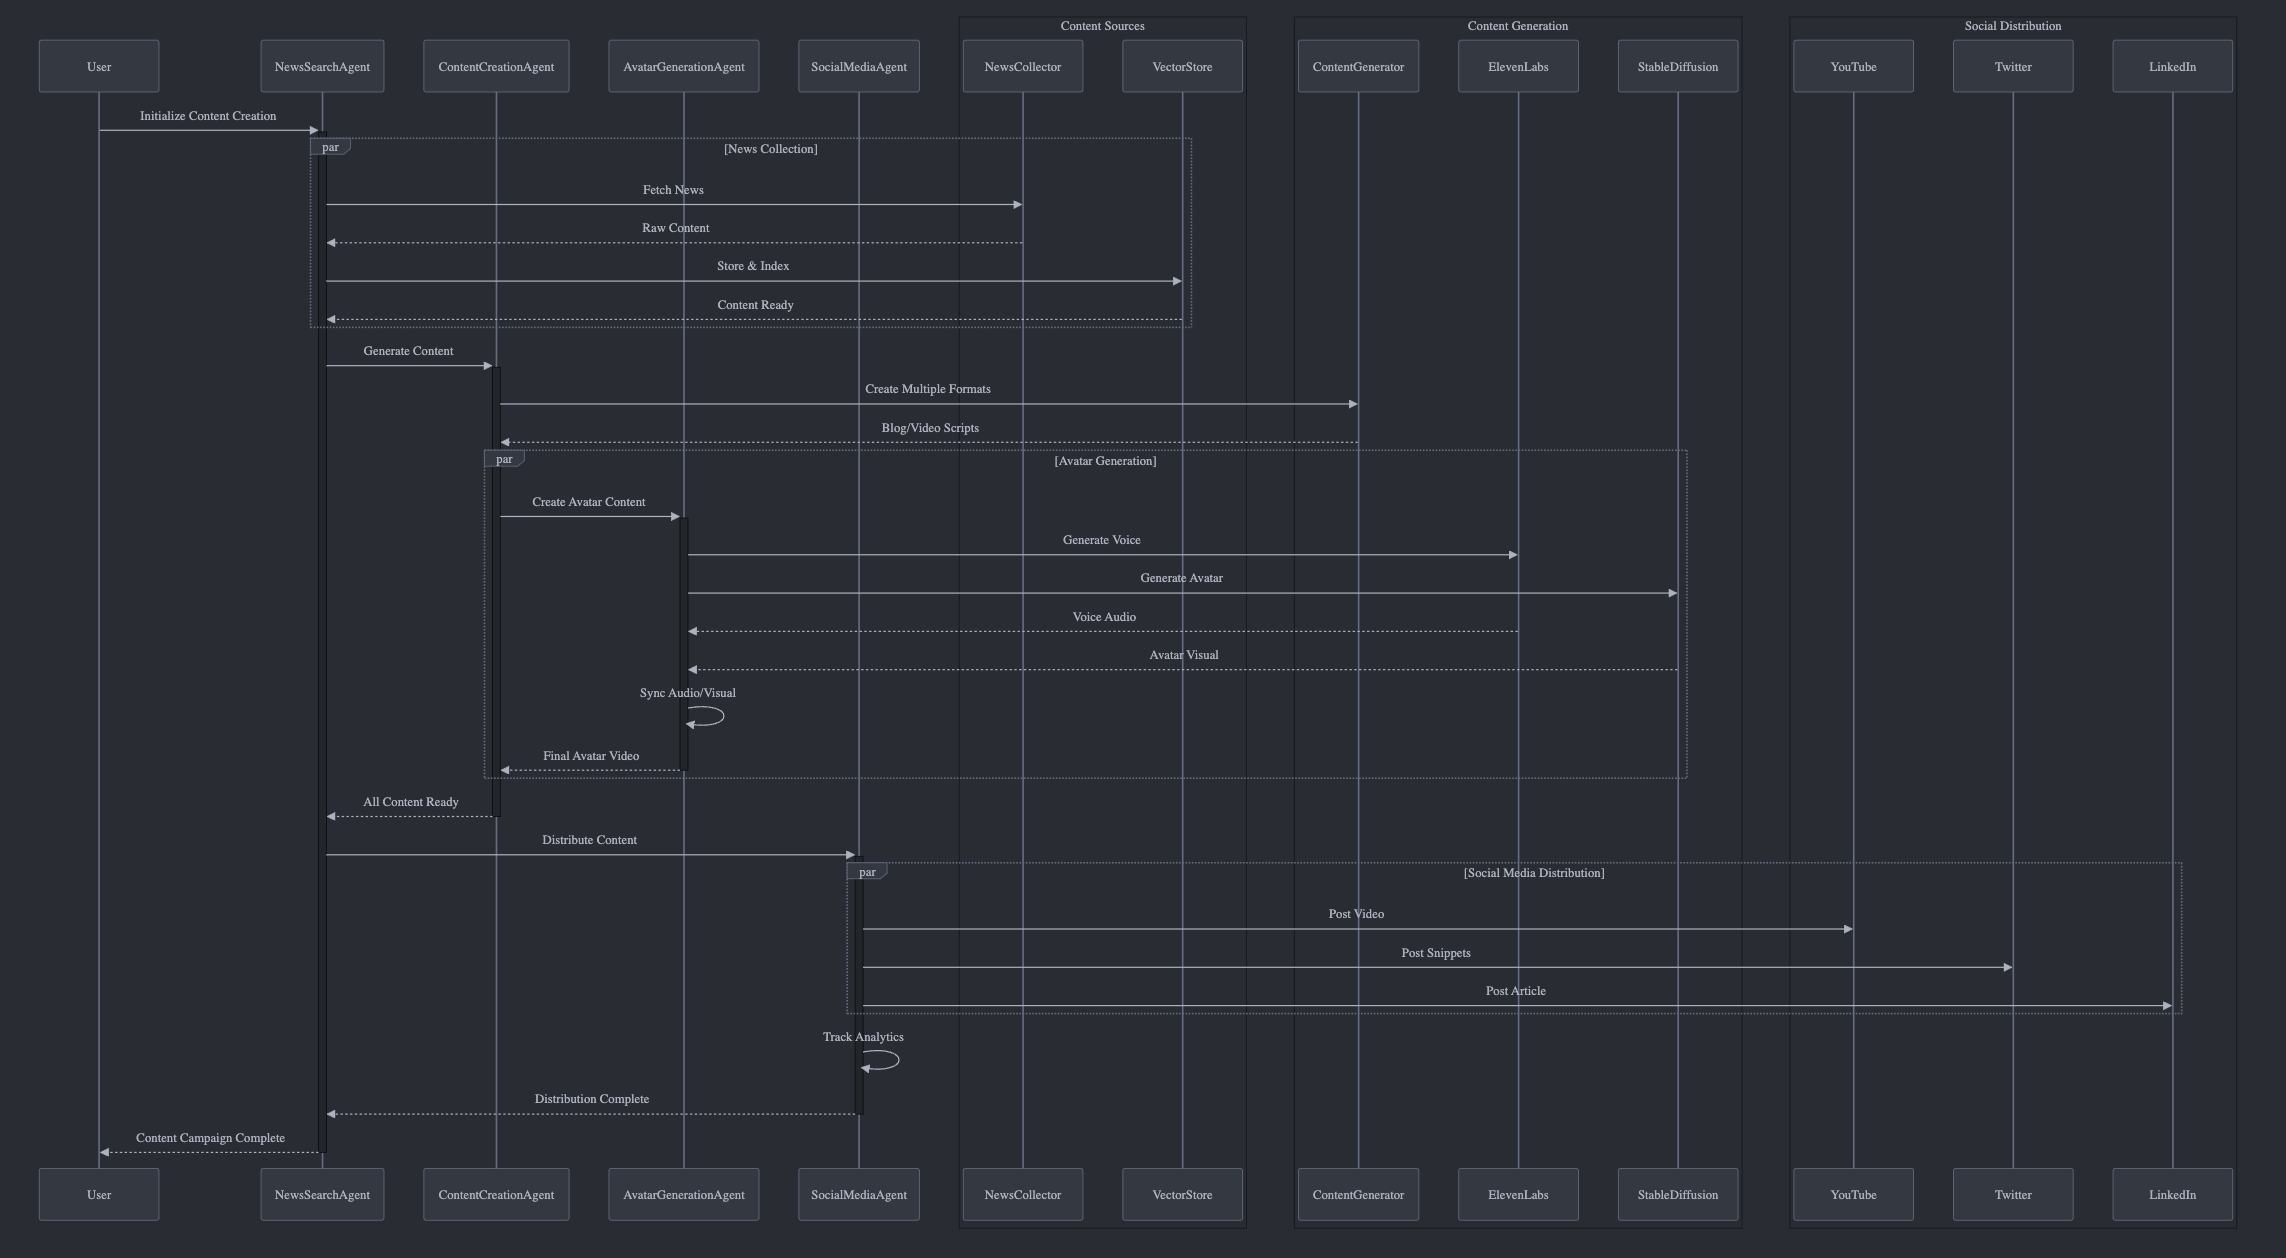 Content Sources
Content Generation
Social Distribution
User
NewsSearchAgent
ContentCreationAgent
AvatarGenerationAgent
SocialMediaAgent
NewsCollector
VectorStore
ContentGenerator
ElevenLabs
StableDiffusion
YouTube
Twitter
LinkedIn
Initialize Content Creation
par
[News Collection]
Fetch News
Raw Content
Store & Index
Content Ready
Generate Content
Create Multiple Formats
Blog/Video Scripts
par
[Avatar Generation]
Create Avatar Content
Generate Voice
Generate Avatar
Voice Audio
Avatar Visual
Sync Audio/Visual
Final Avatar Video
All Content Ready
Distribute Content
par
[Social Media Distribution]
Post Video
Post Snippets
Post Article
Track Analytics
Distribution Complete
Content Campaign Complete
User
NewsSearchAgent
ContentCreationAgent
AvatarGenerationAgent
SocialMediaAgent
NewsCollector
VectorStore
ContentGenerator
ElevenLabs
StableDiffusion
YouTube
Twitter
LinkedIn